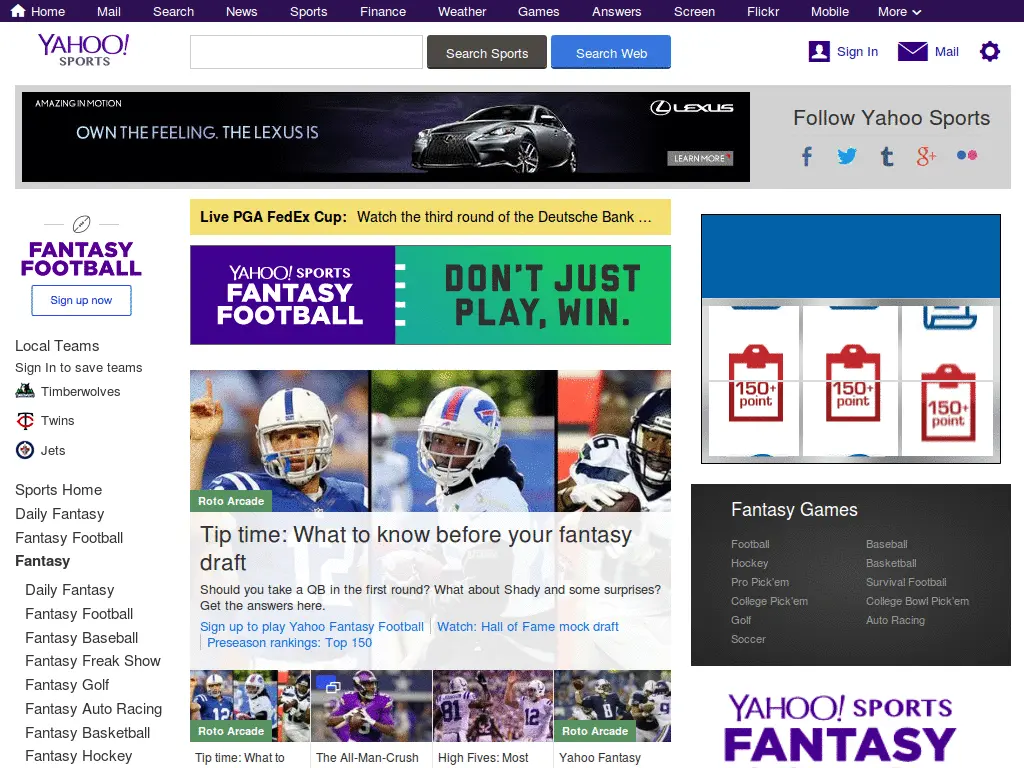 Home Mail Search News Sports Finance Weather Games Answers Screen Flickr Mobile More
YAHOO!
SPORTS
Search Sports
Search Web
Sign In
Mail
AMAZING IN MOTION
OWN THE FEELING. THE LEXUS IS
LEXUS
LEARN MORE
Follow Yahoo Sports
FANTASY
FOOTBALL
Sign up now
Local Teams
Sign In to save teams
Timberwolves
Twins
Jets
Sports Home
Daily Fantasy
Fantasy Football
Fantasy
Daily Fantasy
Fantasy Football
Fantasy Baseball
Fantasy Freak Show
Fantasy Golf
Fantasy Auto Racing
Fantasy Basketball
Fantasy Hockey
Live PGA FedEx Cup: Watch the third round of the Deutsche Bank ...
YAHOO! SPORTS
FANTASY
FOOTBALL
DON'T JUST
PLAY, WIN.
Roto Arcade
Tip time: What to know before your fantasy
draft
Should you take a QB in the first round? What about Shady and some surprises?
Get the answers here.
Sign up to play Yahoo Fantasy Football
Watch: Hall of Fame mock draft
Preseason rankings: Top 150
Roto Arcade
Roto Arcade
Tip time: What to
The All-Man-Crush
High Fives: Most
Yahoo Fantasy
150+
point
150+
point
150+
point
Fantasy Games
Football
Baseball
Hockey
Basketball
Pro Pick'em
Survival Football
College Pick'em
College Bowl Pick'em
Golf
Auto Racing
Soccer
YAHOO! SPORTS
FANTASY